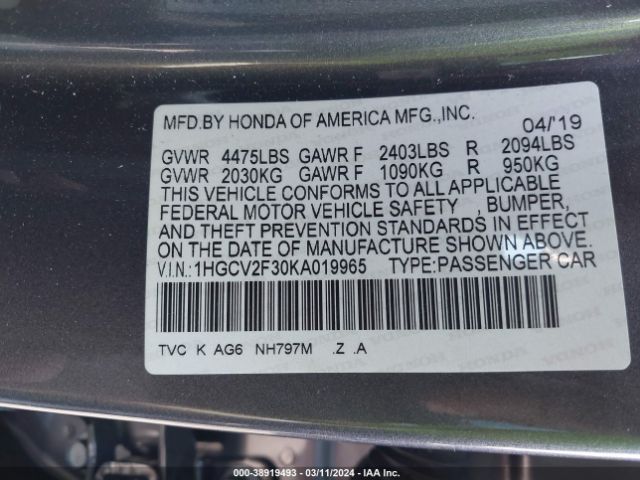 MFD.BY HONDA OF AMERICA MFG.,INC.
04/'19
GVWR 4475LBS GAWR F 2403LBS R 2094LBS
GVWR 2030KG GAWR F 1090KG R 950KG
THIS VEHICLE CONFORMS TO ALL APPLICABLE
FEDERAL MOTOR VEHICLE SAFETY , BUMPER,
AND THEFT PREVENTION STANDARDS IN EFFECT
ON THE DATE OF MANUFACTURE SHOWN ABOVE.
V.I.N.:1HGCV2F30KA019965 TYPE:PASSENGER CAR
TVC K AG6 NH797M .Z .A
000-38919493 - 03/11/2024 - IAA Inc.